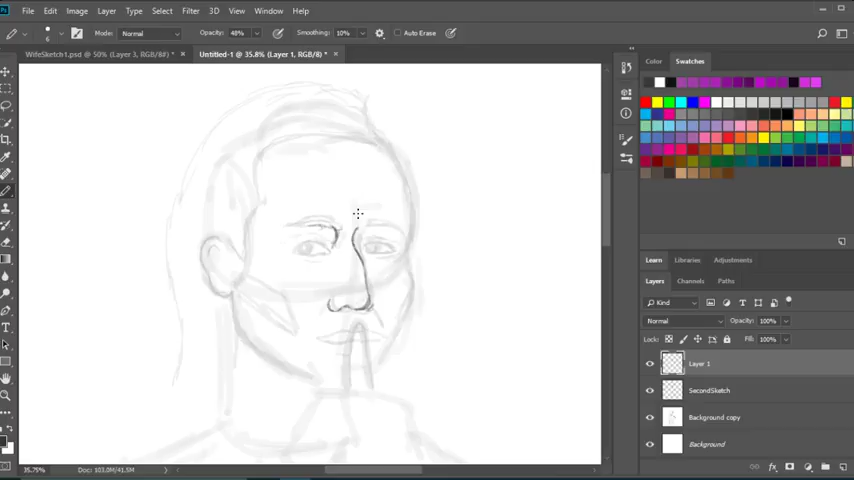 Ps File Edit Image Layer Type Select Filter 3D View Window Help
6 Mode: Normal Opacity: 48% Smoothing: 10% Auto Erase
WifeSketch1.psd @ 50% (Layer 3, RGB/8#) * × Untitled-1 @ 35.8% (Layer 1, RGB/8) * ×
Color Swatches
Learn Libraries Adjustments
Layers Channels Paths
Kind
Normal Opacity: 100%
Lock: Fill: 100%
Layer 1
SecondSketch
Background copy
Background
35.75% Doc: 103.0M/41.5M
fx